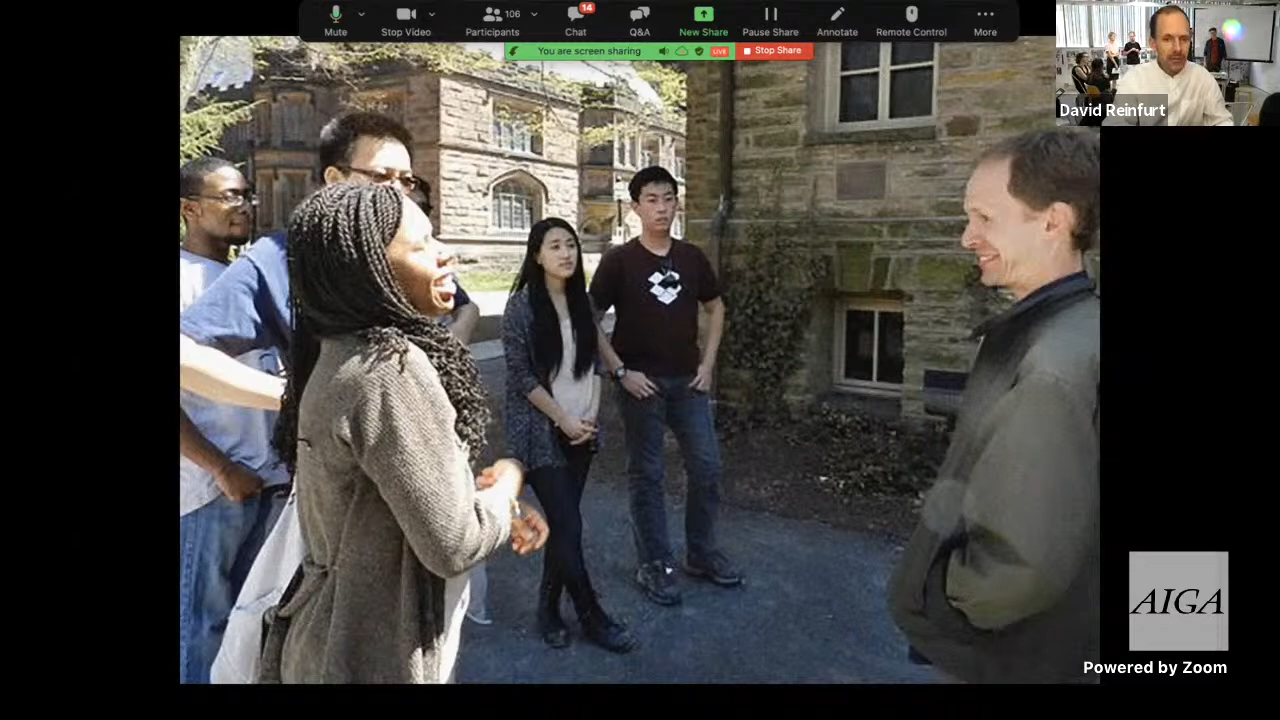 Mute
Stop Video
106
Participants
14
Chat
Q&A
New Share
Pause Share
Annotate
Remote Control
More
You are screen sharing
LIVE
Stop Share
David Reinfurt
AIGA
Powered by Zoom